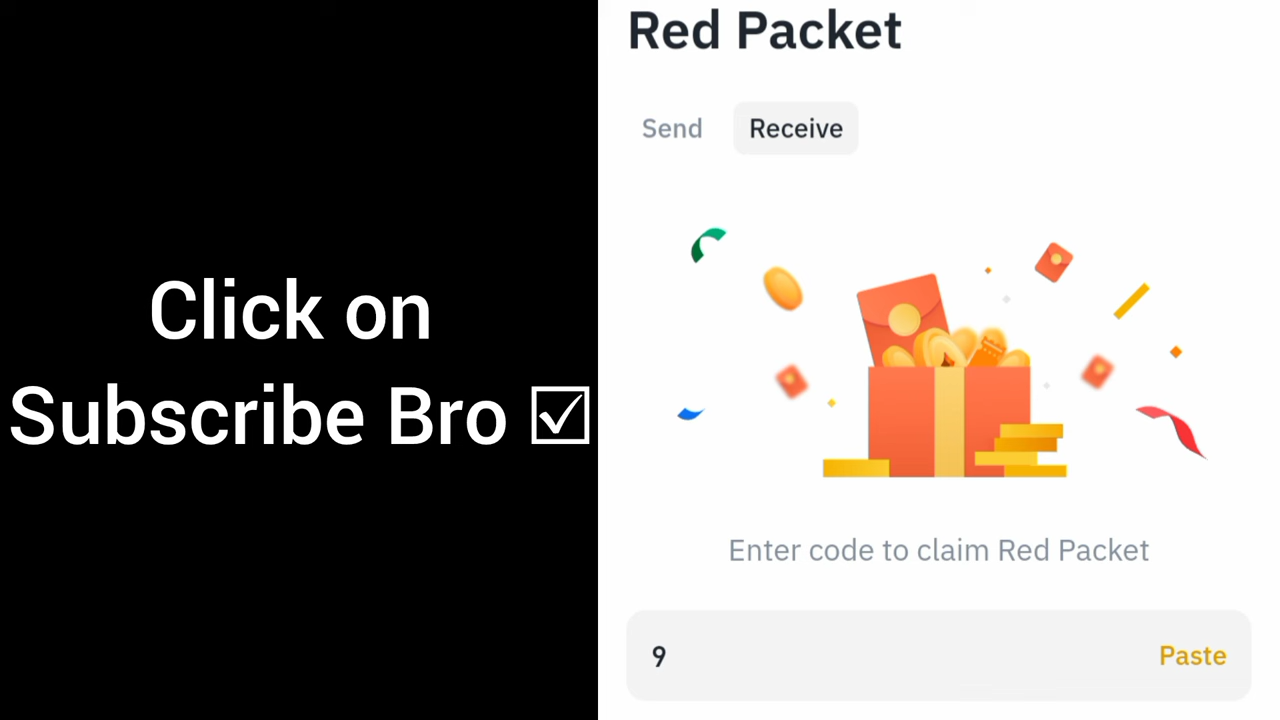 Click on
Subscribe Bro ☑
Red Packet
Send Receive
Enter code to claim Red Packet
9 Paste